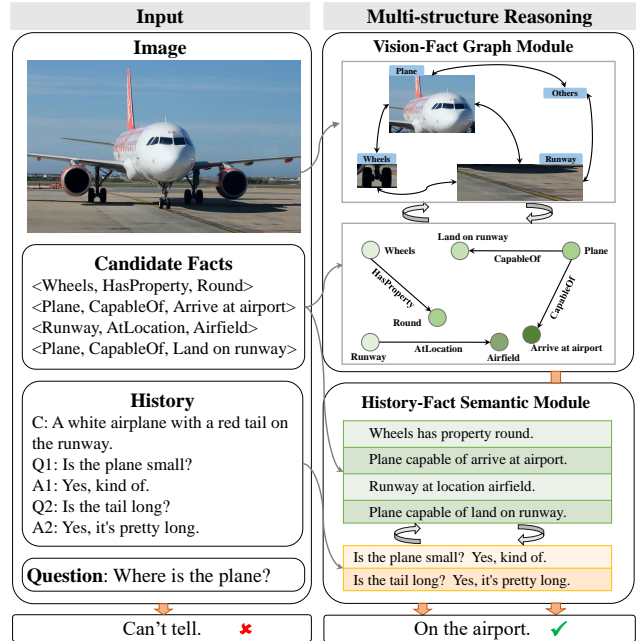 Input
Image
Candidate Facts
<Wheels, HasProperty, Round>
<Plane, CapableOf, Arrive at airport>
<Runway, AtLocation, Airfield>
<Plane, CapableOf, Land on runway>
History
C: A white airplane with a red tail on
the runway.
Q1: Is the plane small?
A1: Yes, kind of.
Q2: Is the tail long?
A2: Yes, it's pretty long.
Question: Where is the plane?
Can't tell.
Multi-structure Reasoning
Vision-Fact Graph Module
Plane
Others
Wheels
Runway
Land on runway
Wheels
Plane
CapableOf
HasProperty
CapableOf
Round
Runway
AtLocation
Airfield
Arrive at airport
History-Fact Semantic Module
Wheels has property round.
Plane capable of arrive at airport.
Runway at location airfield.
Plane capable of land on runway.
Is the plane small? Yes, kind of.
Is the tail long? Yes, it's pretty long.
On the airport.